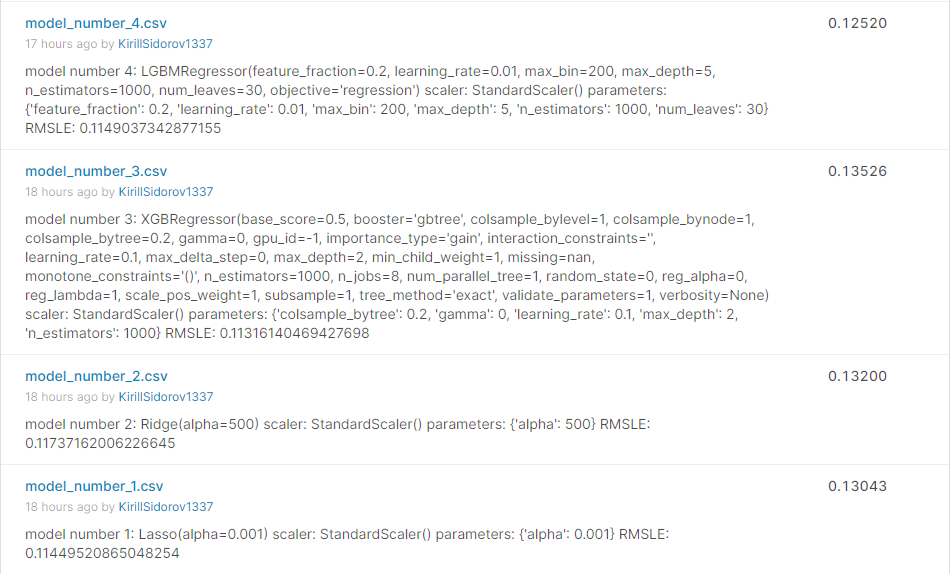 model_number_4.csv 0.12520
17 hours ago by KirillSidorov1337
model number 4: LGBMRegressor(feature_fraction=0.2, learning_rate=0.01, max_bin=200, max_depth=5,
n_estimators=1000, num_leaves=30, objective='regression') scaler: StandardScaler() parameters:
{'feature_fraction': 0.2, 'learning_rate': 0.01, 'max_bin': 200, 'max_depth': 5, 'n_estimators': 1000, 'num_leaves': 30}
RMSLE: 0.1149037342877155
model_number_3.csv 0.13526
18 hours ago by KirillSidorov1337
model number 3: XGBRegressor(base_score=0.5, booster='gbtree', colsample_bylevel=1, colsample_bynode=1,
colsample_bytree=0.2, gamma=0, gpu_id=-1, importance_type='gain', interaction_constraints='',
learning_rate=0.1, max_delta_step=0, max_depth=2, min_child_weight=1, missing=nan,
monotone_constraints='()', n_estimators=1000, n_jobs=8, num_parallel_tree=1, random_state=0, reg_alpha=0,
reg_lambda=1, scale_pos_weight=1, subsample=1, tree_method='exact', validate_parameters=1, verbosity=None)
scaler: StandardScaler() parameters: {'colsample_bytree': 0.2, 'gamma': 0, 'learning_rate': 0.1, 'max_depth': 2,
'n_estimators': 1000} RMSLE: 0.11316140469427698
model_number_2.csv 0.13200
18 hours ago by KirillSidorov1337
model number 2: Ridge(alpha=500) scaler: StandardScaler() parameters: {'alpha': 500} RMSLE:
0.11737162006226645
model_number_1.csv 0.13043
18 hours ago by KirillSidorov1337
model number 1: Lasso(alpha=0.001) scaler: StandardScaler() parameters: {'alpha': 0.001} RMSLE:
0.11449520865048254